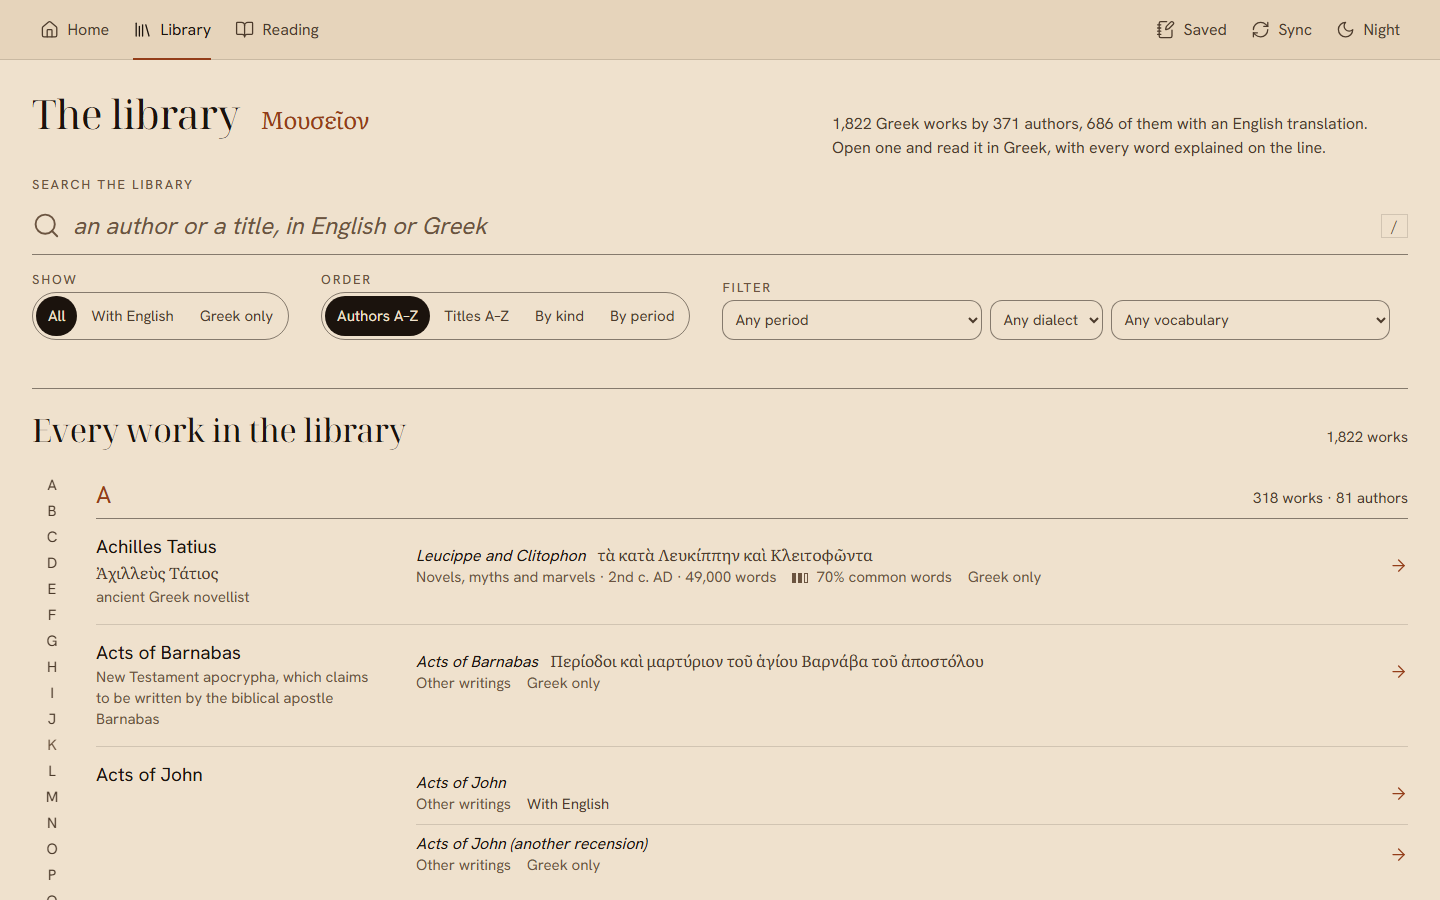 Home Library Reading Saved Sync Night
The library Μουσεῖον
1,822 Greek works by 371 authors, 686 of them with an English translation.
Open one and read it in Greek, with every word explained on the line.
SEARCH THE LIBRARY
an author or a title, in English or Greek /
SHOW ORDER FILTER
All With English Greek only Authors A–Z Titles A–Z By kind By period Any period Any dialect Any vocabulary
Every work in the library 1,822 works
A
B
C
D
E
F
G
H
I
J
K
L
M
N
O
P
A 318 works · 81 authors
Achilles Tatius
Ἀχιλλεὺς Τάτιος
ancient Greek novellist
Leucippe and Clitophon τὰ κατὰ Λευκίππην καὶ Κλειτοφῶντα
Novels, myths and marvels · 2nd c. AD · 49,000 words 70% common words Greek only
Acts of Barnabas
New Testament apocrypha, which claims
to be written by the biblical apostle
Barnabas
Acts of Barnabas Περίοδοι καὶ μαρτύριον τοῦ ἁγίου Βαρνάβα τοῦ ἀποστόλου
Other writings Greek only
Acts of John
Acts of John
Other writings With English
Acts of John (another recension)
Other writings Greek only